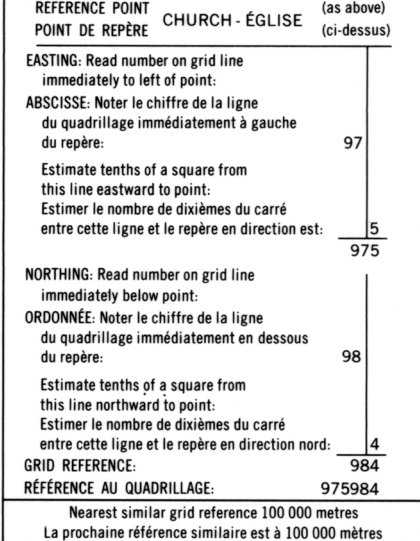 REFERENCE POINT CHURCH - ÉGLISE (as above)
POINT DE REPÈRE (ci-dessus)
EASTING: Read number on grid line
immediately to left of point:
ABSCISSE: Noter le chiffre de la ligne
du quadrillage immédiatement à gauche
du repère: 97
Estimate tenths of a square from
this line eastward to point:
Estimer le nombre de dixièmes du carré
entre cette ligne et le repère en direction est: 5
975
NORTHING: Read number on grid line
immediately below point:
ORDONNÉE: Noter le chiffre de la ligne
du quadrillage immédiatement en dessous
du repère: 98
Estimate tenths of a square from
this line northward to point:
Estimer le nombre de dixièmes du carré
entre cette ligne et le repère en direction nord: 4
GRID REFERENCE: 984
RÉFÉRENCE AU QUADRILLAGE: 975984
Nearest similar grid reference 100 000 metres
La prochaine référence similaire est à 100 000 mètres